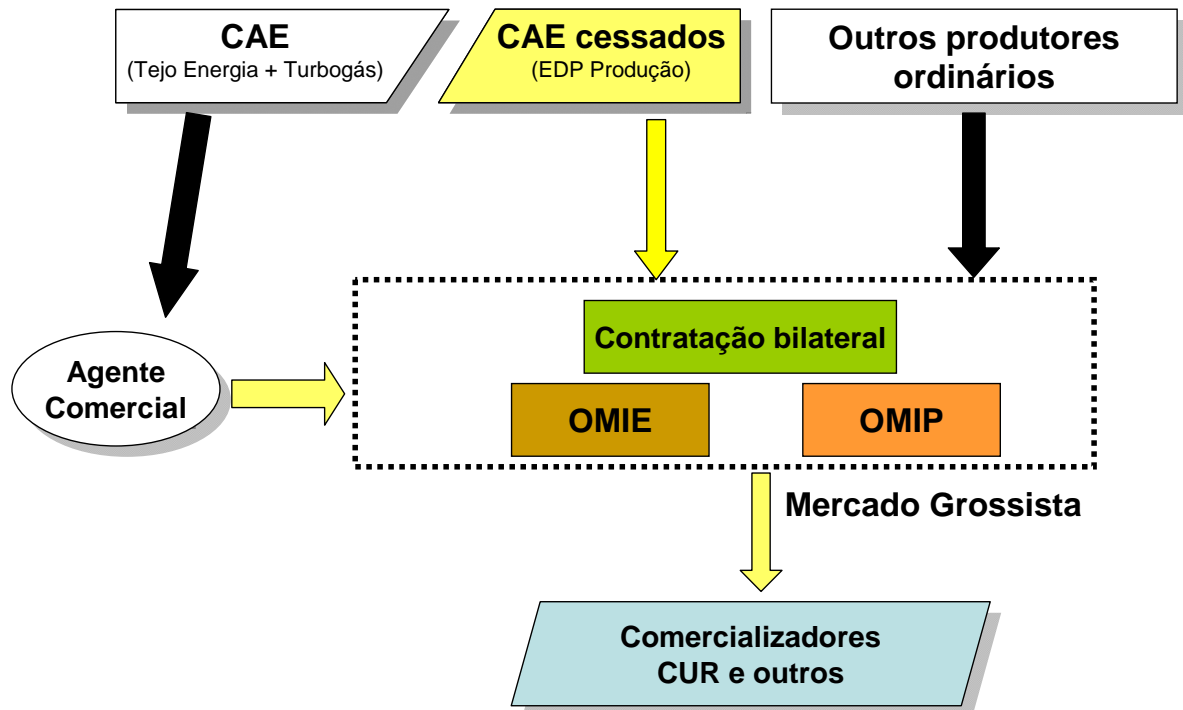 CAE
(Tejo Energia + Turbogás)
CAE cessados
(EDP Produção)
Outros produtores
ordinários
Contratação bilateral
Agente
Comercial
OMIE
OMIP
Mercado Grossista
Comercializadores
CUR e outros